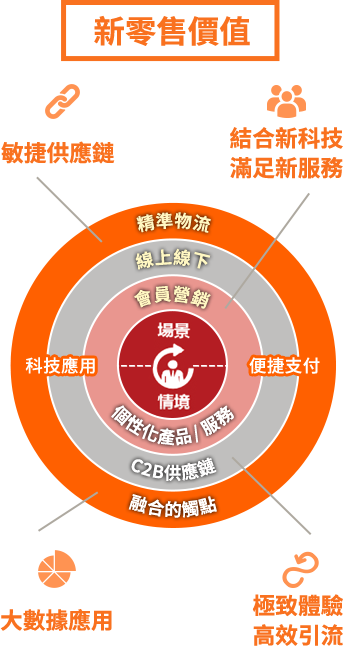 新零售價值
敏捷供應鏈
結合新科技
滿足新服務
精準物流
線上線下
會員營銷
場景
科技應用
便捷支付
情境
個性化產品/服務
C2B供應鏈
融合的觸點
大數據應用
極致體驗
高效引流